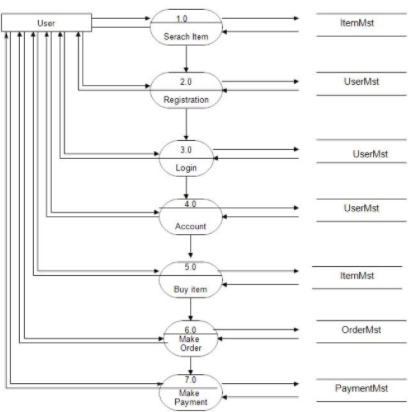 User
1.0
Serach Item
ItemMst
2.0
Registration
UserMst
3.0
Login
UserMst
4.0
Account
UserMst
5.0
Buy item
ItemMst
6.0
Make
Order
OrderMst
7.0
Make
Payment
PaymentMst